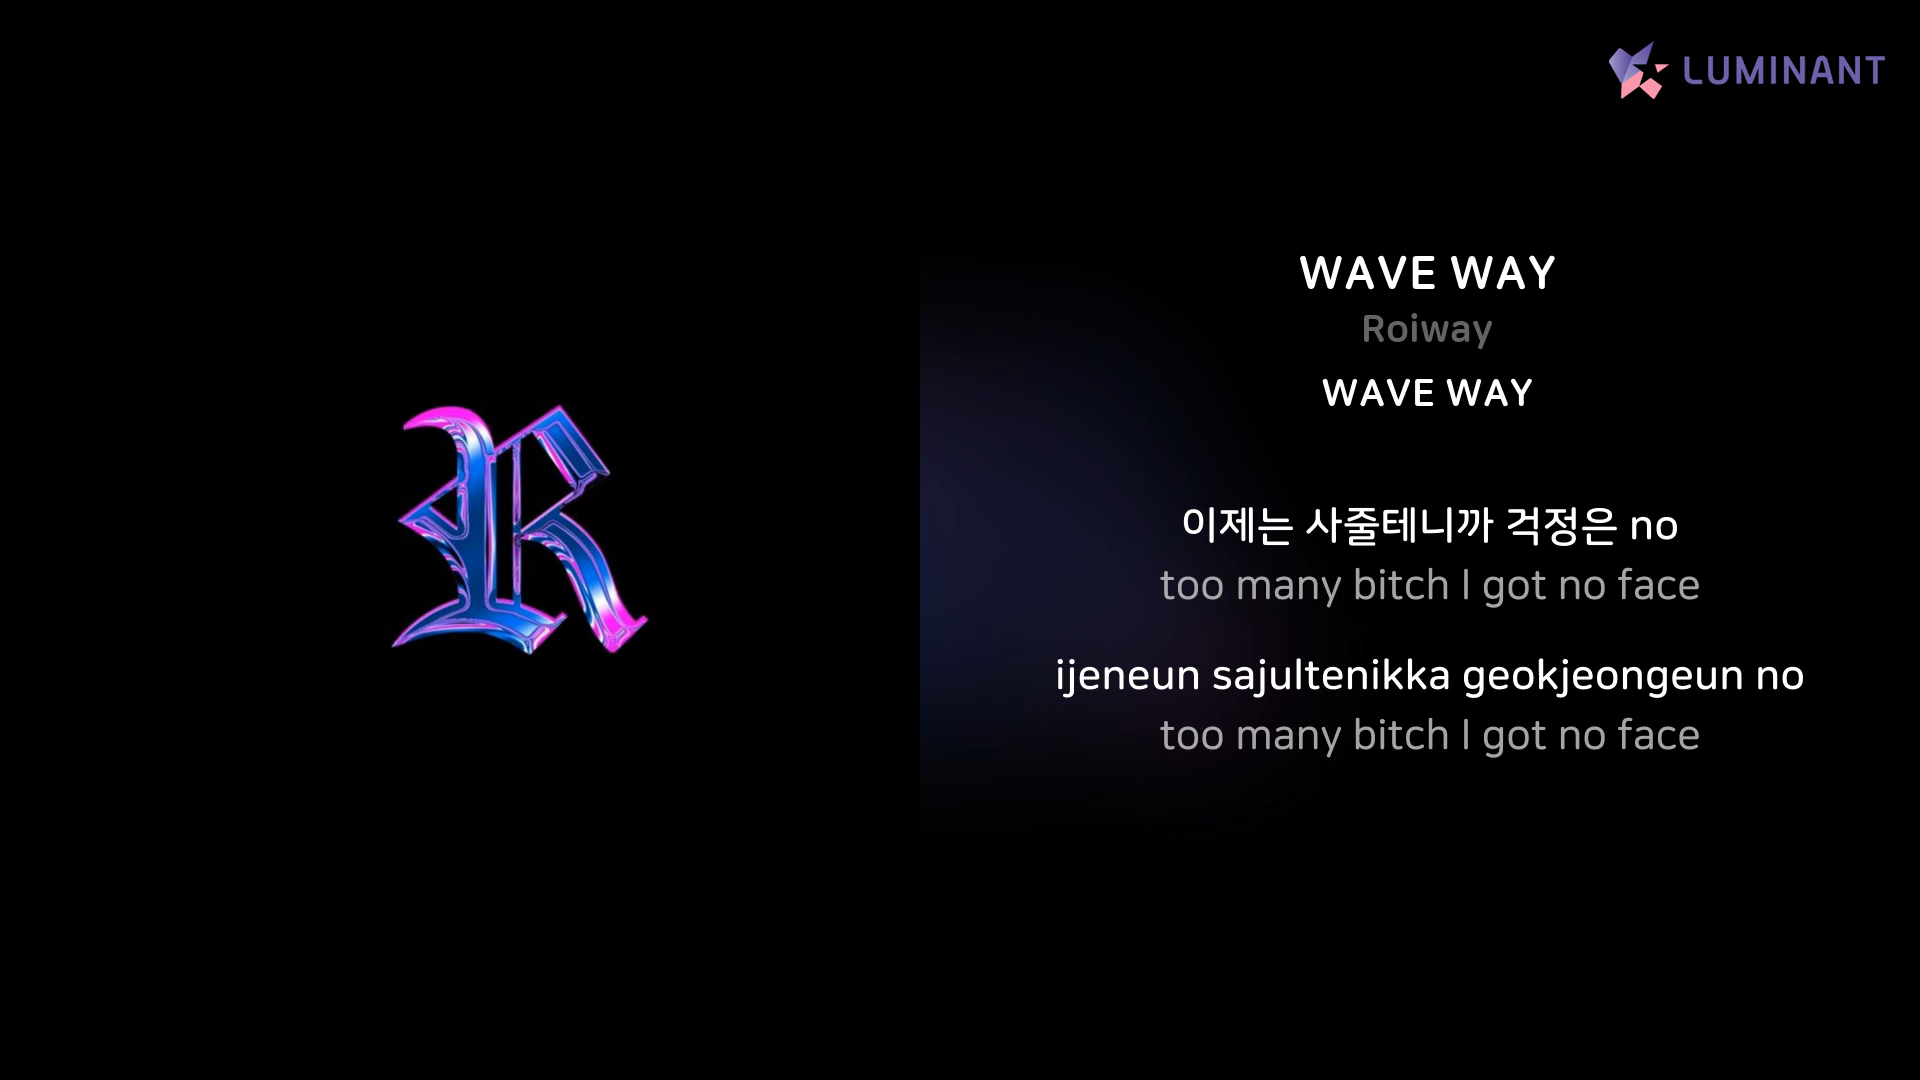 LUMINANT
WAVE WAY
Roiway
WAVE WAY
R
이제는 사줄테니까 걱정은 no
too many bitch I got no face
ijeneun sajultenikka geokjeongeun no
too many bitch I got no face